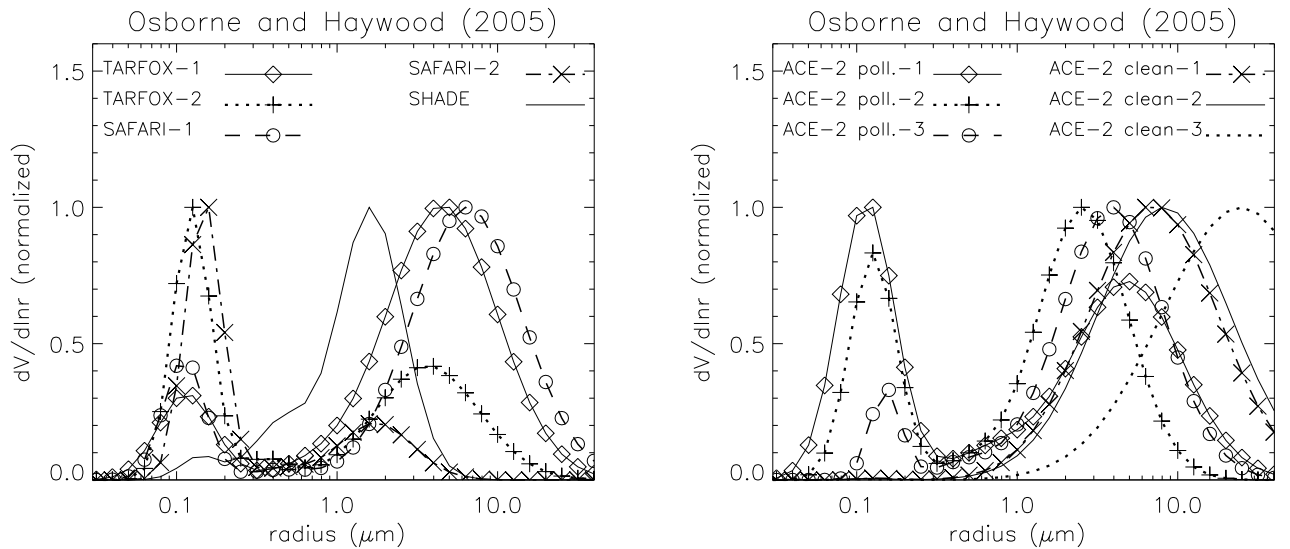 Osborne and Haywood (2005)
dV/dlnr (normalized)
1.5
1.0
0.5
0.0
TARFOX−1
TARFOX−2
SAFARI−1
SAFARI−2
SHADE
0.1
1.0
10.0
radius (μm)
Osborne and Haywood (2005)
dV/dlnr (normalized)
1.5
1.0
0.5
0.0
ACE−2 poll.−1
ACE−2 poll.−2
ACE−2 poll.−3
ACE−2 clean−1
ACE−2 clean−2
ACE−2 clean−3
0.1
1.0
10.0
radius (μm)